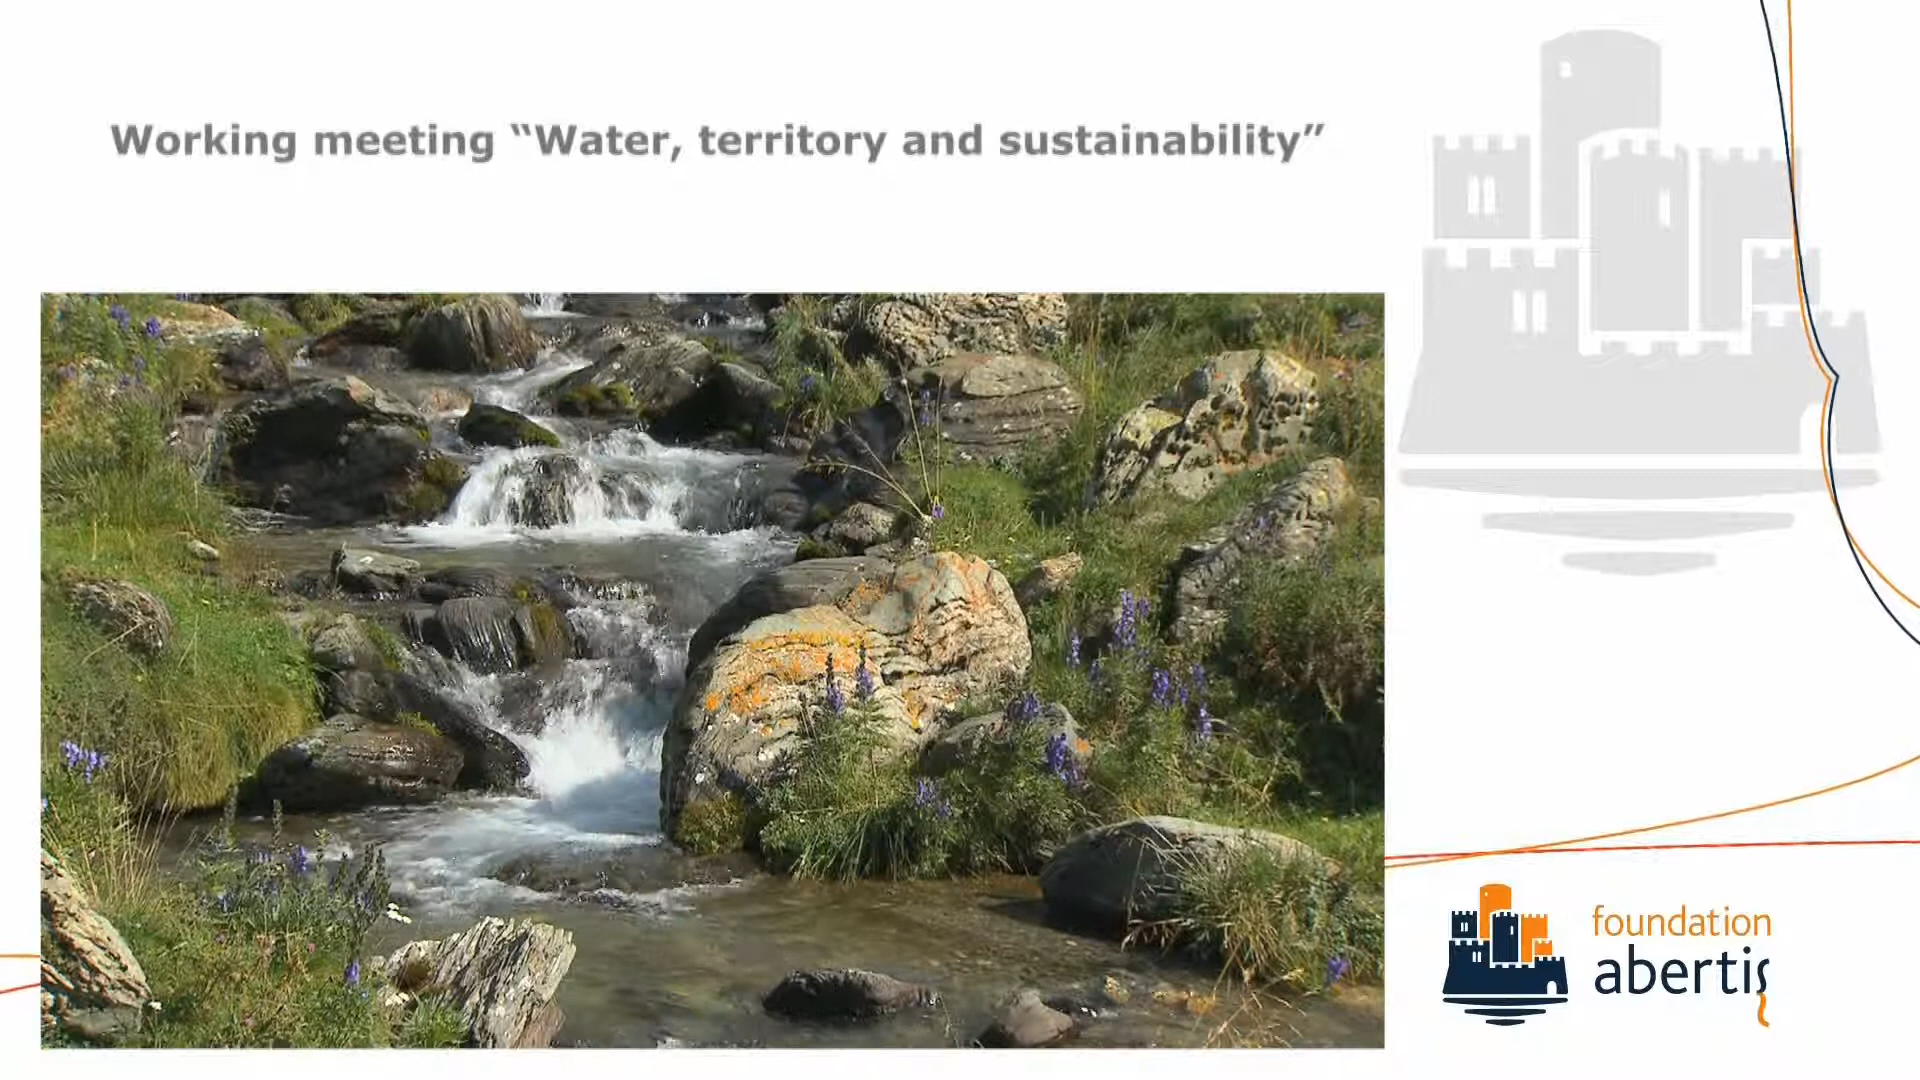 Working meeting “Water, territory and sustainability”
foundation
abertis